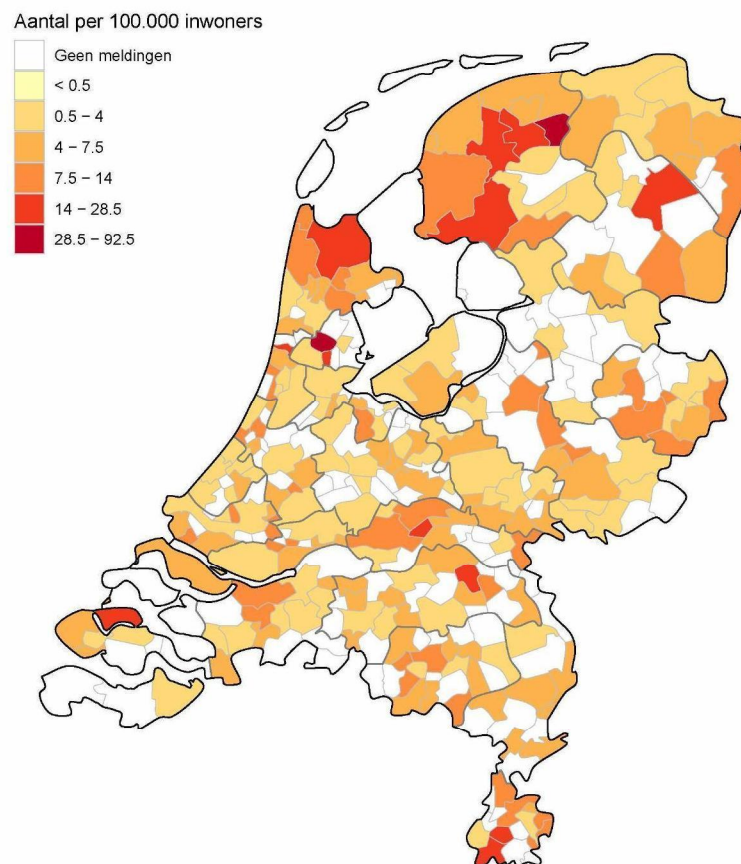 Aantal per 100.000 inwoners
Geen meldingen
< 0.5
0.5 – 4
4 – 7.5
7.5 – 14
14 – 28.5
28.5 – 92.5